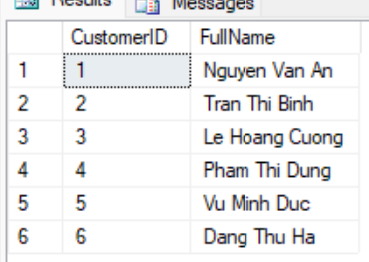 Results Messages
CustomerID FullName
1 1 Nguyen Van An
2 2 Tran Thi Binh
3 3 Le Hoang Cuong
4 4 Pham Thi Dung
5 5 Vu Minh Duc
6 6 Dang Thu Ha